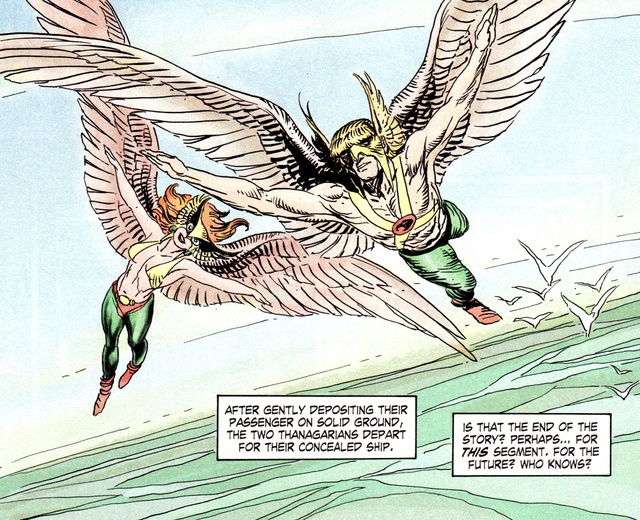 AFTER GENTLY DEPOSITING THEIR
PASSENGER ON SOLID GROUND,
THE TWO THANAGARIANS DEPART
FOR THEIR CONCEALED SHIP.
IS THAT THE END OF THE
STORY? PERHAPS... FOR
THIS SEGMENT. FOR THE
FUTURE? WHO KNOWS?